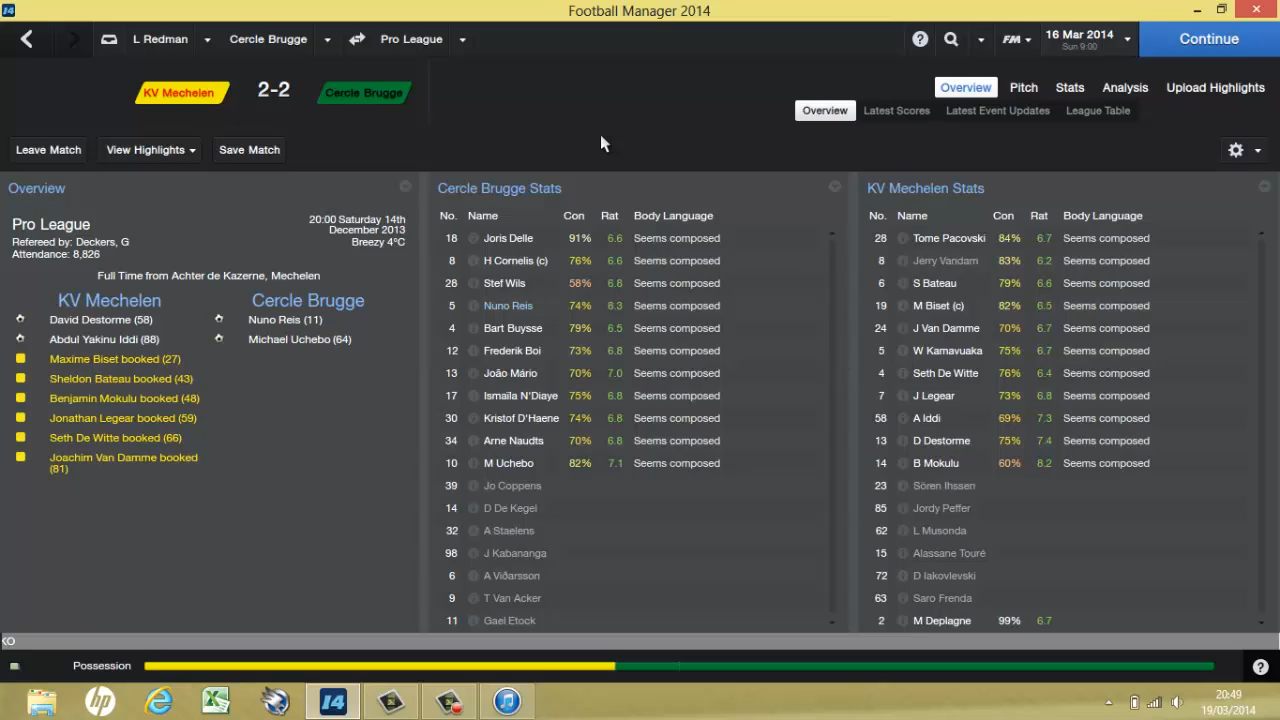 Football Manager 2014
L Redman
Cercle Brugge
Pro League
FM
16 Mar 2014
Sun 9:00
Continue
KV Mechelen
2-2
Cercle Brugge
Overview
Pitch
Stats
Analysis
Upload Highlights
Overview
Latest Scores
Latest Event Updates
League Table
Leave Match
View Highlights
Save Match
Overview
Pro League
20:00 Saturday 14th
December 2013
Refereed by: Deckers, G
Breezy 4°C
Attendance: 8,826
Full Time from Achter de Kazerne, Mechelen
KV Mechelen
Cercle Brugge
David Destorme (58)
Nuno Reis (11)
Abdul Yakinu Iddi (88)
Michael Uchebo (64)
Maxime Biset booked (27)
Sheldon Bateau booked (43)
Benjamin Mokulu booked (48)
Jonathan Legear booked (59)
Seth De Witte booked (66)
Joachim Van Damme booked
(81)
Cercle Brugge Stats
No. Name Con Rat Body Language
18 Joris Delle 91% 6.6 Seems composed
8 H Cornelis (c) 76% 6.6 Seems composed
28 Stef Wils 58% 6.8 Seems composed
5 Nuno Reis 74% 8.3 Seems composed
4 Bart Buysse 79% 6.5 Seems composed
12 Frederik Boi 73% 6.8 Seems composed
13 João Mário 70% 7.0 Seems composed
17 Ismaïla N'Diaye 75% 6.8 Seems composed
30 Kristof D'Haene 74% 6.8 Seems composed
34 Arne Naudts 70% 6.8 Seems composed
10 M Uchebo 82% 7.1 Seems composed
39 Jo Coppens
14 D De Kegel
32 A Staelens
98 J Kabananga
6 A Viðarsson
9 T Van Acker
11 Gael Etock
KV Mechelen Stats
No. Name Con Rat Body Language
28 Tome Pacovski 84% 6.7 Seems composed
8 Jerry Vandam 83% 6.2 Seems composed
6 S Bateau 79% 6.6 Seems composed
19 M Biset (c) 82% 6.5 Seems composed
24 J Van Damme 70% 6.7 Seems composed
5 W Kamavuaka 75% 6.7 Seems composed
4 Seth De Witte 76% 6.4 Seems composed
7 J Legear 73% 6.8 Seems composed
58 A Iddi 69% 7.3 Seems composed
13 D Destorme 75% 7.4 Seems composed
14 B Mokulu 60% 8.2 Seems composed
23 Sören Ihssen
85 Jordy Peffer
62 L Musonda
15 Alassane Touré
72 D Iakovlevski
63 Saro Frenda
2 M Deplagne 99% 6.7
KO
Possession
20:49
19/03/2014